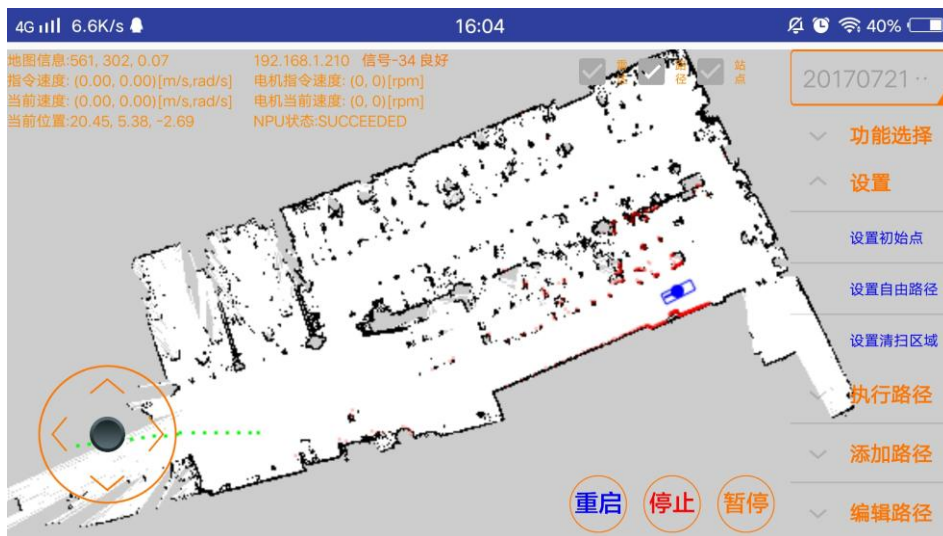 4G 6.6K/s 16:04 40%
地图信息:561, 302, 0.07 192.168.1.210 信号-34 良好
指令速度: (0.00, 0.00)[m/s,rad/s] 电机指令速度: (0, 0)[rpm]
当前速度: (0.00, 0.00)[m/s,rad/s] 电机当前速度: (0, 0)[rpm]
当前位置:20.45, 5.38, -2.69 NPU状态:SUCCEEDED
路径
站点
20170721··
功能选择
设置
设置初始点
设置自由路径
设置清扫区域
执行路径
添加路径
编辑路径
重启 停止 暂停